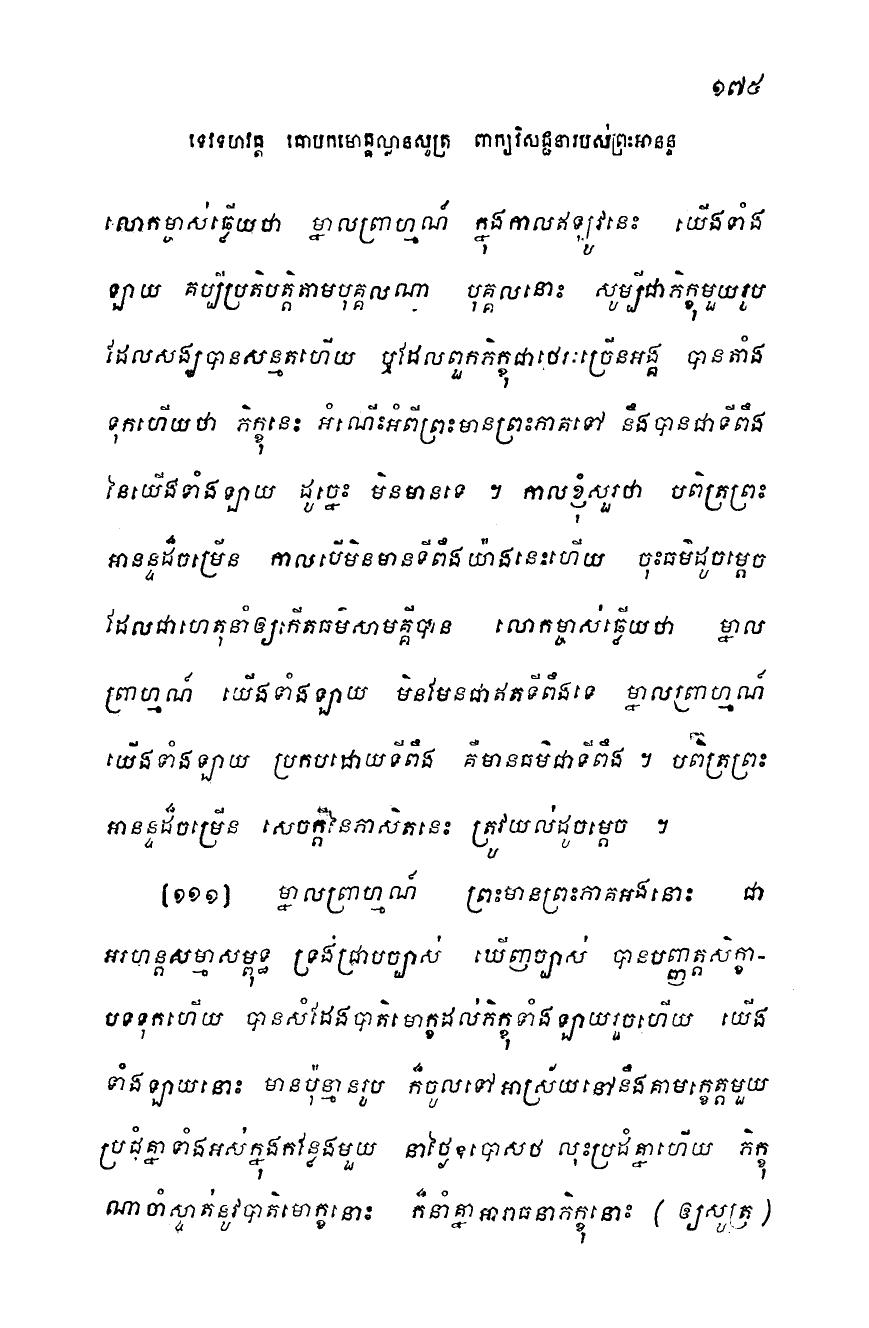 ១៧៥
ទេវទហវគ្គ គោបកមោគ្គល្លានសូត្រ ពាក្យវិសជ្ជនារបស់ព្រះអានន្ទ
លោកម្ចាស់ធ្វើយថា ម្នាលព្រាហ្មណ៍ ក្នុងកាលឥឡូវនេះ យើងទាំង
ឡាយ គប្បីប្រតិបត្តិតាមបុគ្គលណា បុគ្គលនោះ សូម្បីជាភិក្ខុមួយរូប
ដែលសង្ឃបានសន្មតហើយ ឬដែលពួកភិក្ខុជាថេរៈច្រើនអង្គ បានតាំង
ទុកហើយថា ភិក្ខុនេះ អំណើះអំពីព្រះមានព្រះភាគទៅ នឹងបានជាទីពឹង
នៃយើងទាំងឡាយ ដូច្នេះ មិនមានទេ ។ កាលខ្ញុំសួរថា បពិត្រព្រះ
អានន្ទដ៏ចម្រើន កាលបើមិនមានទីពឹងយ៉ាងនេះហើយ ចុះធម៌ដូចម្តេច
ដែលជាហេតុនាំឲ្យកើតធម៌សាមគ្គីបាន លោកម្ចាស់ធ្វើយថា ម្នាល
ព្រាហ្មណ៍ យើងទាំងឡាយ មិនមែនជាឥតទីពឹងទេ ម្នាលព្រាហ្មណ៍
យើងទាំងឡាយ ប្រកបដោយទីពឹង គឺមានធម៌ជាទីពឹង ។ បពិត្រព្រះ
អានន្ទដ៏ចម្រើន សេចក្តីនៃភាសិតនេះ ត្រូវយល់ដូចម្តេច ។
[១១១] ម្នាលព្រាហ្មណ៍ ព្រះមានព្រះភាគអង្គនោះ ជា
អរហន្តសម្មាសម្ពុទ្ធ ទ្រង់ជ្រាបច្បាស់ ឃើញច្បាស់ បានបញ្ញត្តសិក្ខា-
បទទុកហើយ បានសំដែងបាតិមោក្ខដល់ភិក្ខុទាំងឡាយរួចហើយ យើង
ទាំងឡាយនោះ មានប៉ុន្មានរូប ក៏ចូលទៅអាស្រ័យនៅនឹងគាមក្ខេត្តមួយ
ប្រជុំគ្នាទាំងអស់ក្នុងកន្លែងមួយ នាថ្ងៃឧបោសថ លុះប្រជុំគ្នាហើយ ភិក្ខុ
ណាចាំស្ទាត់នូវបាតិមោក្ខនោះ ក៏នាំគ្នាអារាធនាភិក្ខុនោះ ( ឲ្យសូត្រ )